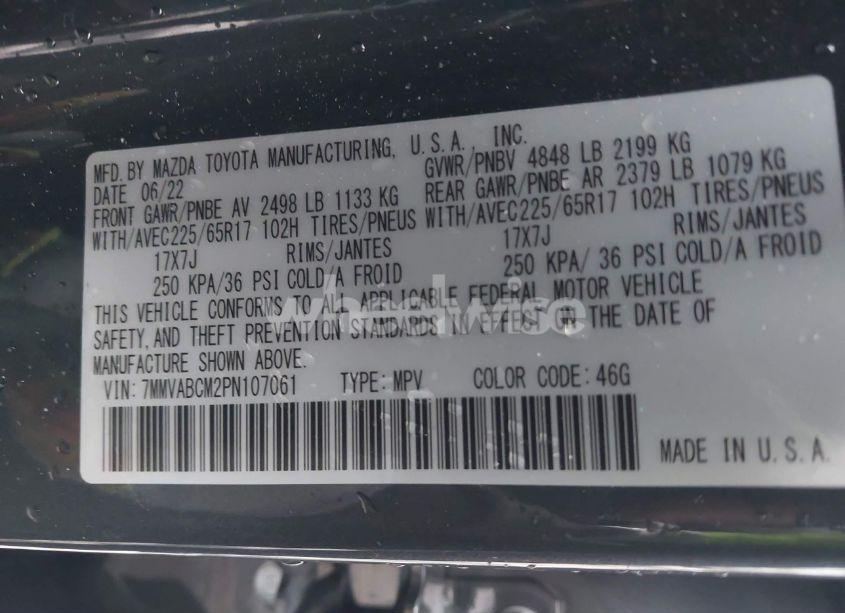 MFD. BY MAZDA TOYOTA MANUFACTURING, U.S.A., INC.
DATE 06/22 GVWR/PNBV 4848 LB 2199 KG
FRONT GAWR/PNBE AV 2498 LB 1133 KG REAR GAWR/PNBE AR 2379 LB 1079 KG
WITH/AVEC225/65R17 102H TIRES/PNEUS WITH/AVEC225/65R17 102H TIRES/PNEUS
17X7J RIMS/JANTES 17X7J RIMS/JANTES
250 KPA/36 PSI COLD/A FROID 250 KPA/ 36 PSI COLD/A FROID
THIS VEHICLE CONFORMS TO ALL APPLICABLE FEDERAL MOTOR VEHICLE
SAFETY, AND THEFT PREVENTION STANDARDS IN EFFECT ON THE DATE OF
MANUFACTURE SHOWN ABOVE.
VIN: 7MMVABCM2PN107061 TYPE: MPV COLOR CODE: 46G
MADE IN U.S.A.
wheelwise